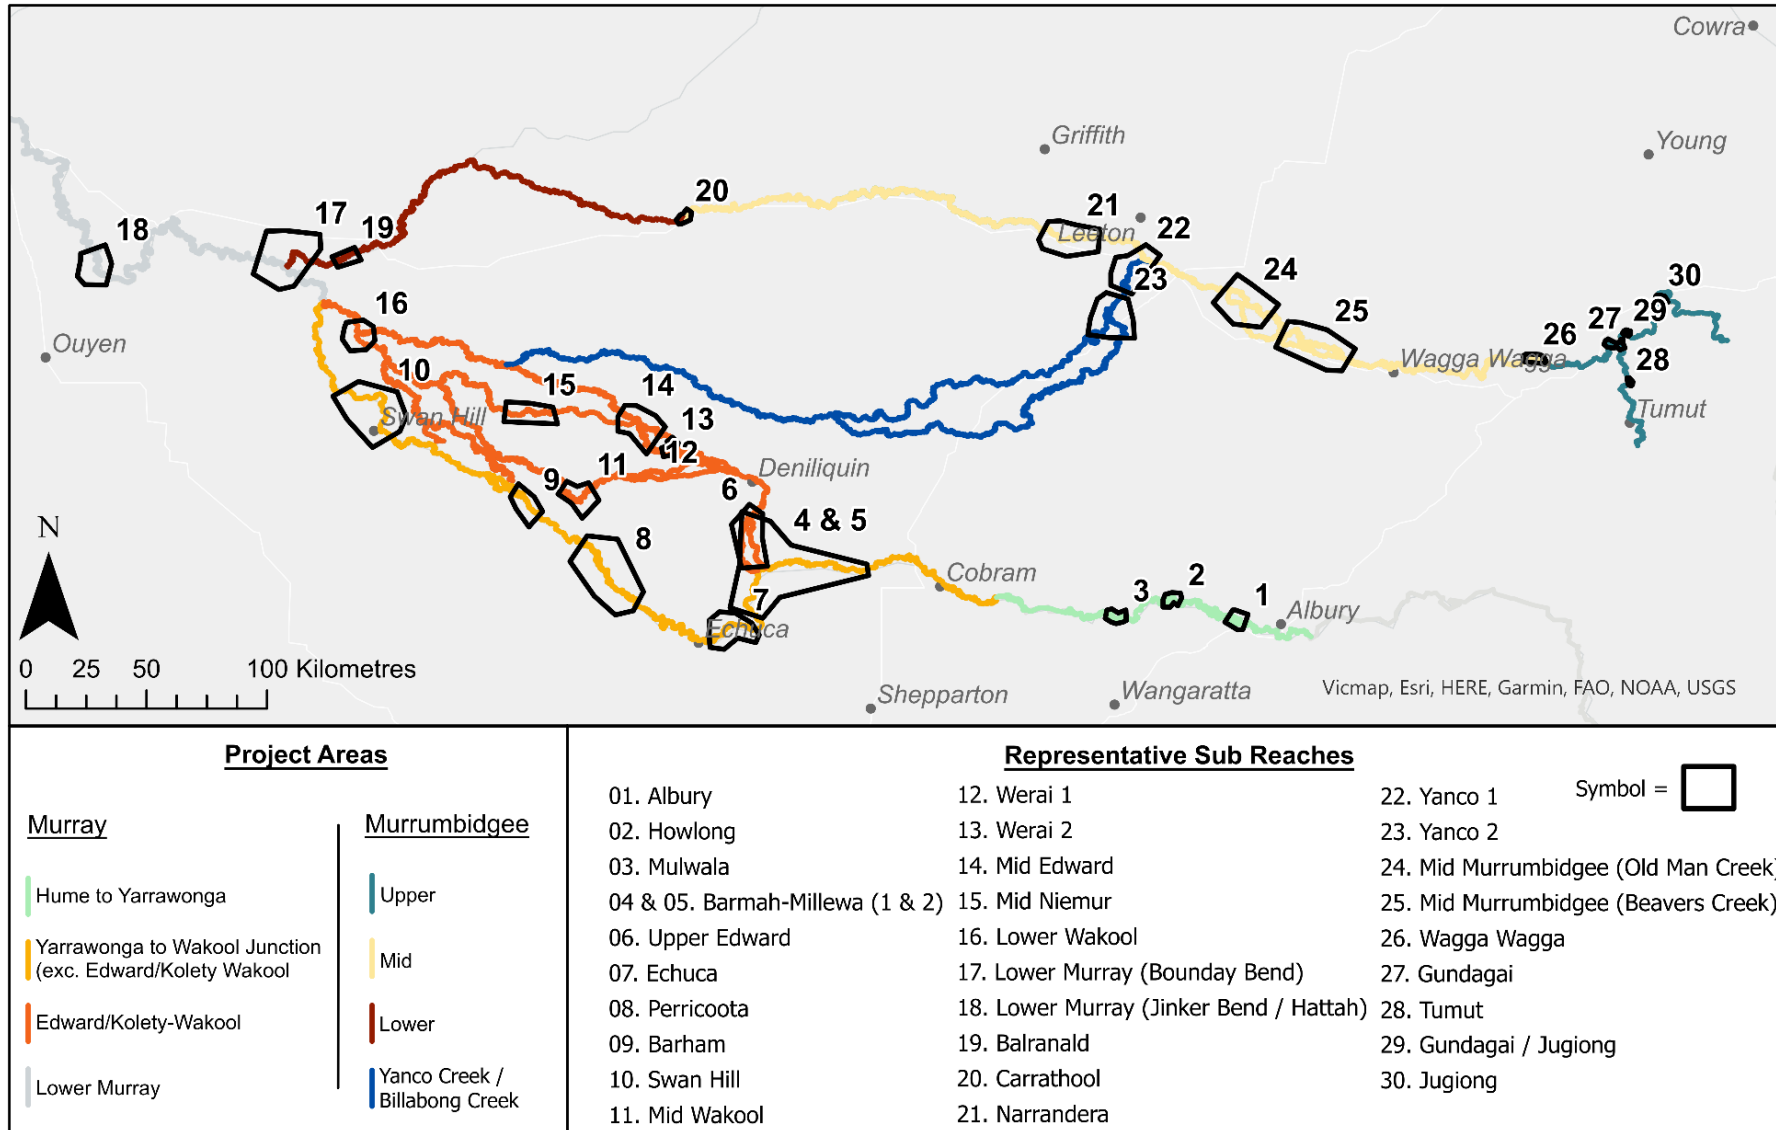 Cowra
Griffith
Young
20
17
19
18
21
Leeton
22
23
24
30
16
25
27
29
26
Ouyen
Wagga Wagga
28
10
15
14
Swan Hill
13
Tumut
12
11
Deniliquin
9
6
4 & 5
N
8
Cobram
3
2
1
7
Albury
Echuca
0 25 50 100 Kilometres
Shepparton
Wangaratta
Vicmap, Esri, HERE, Garmin, FAO, NOAA, USGS
Project Areas
Murray
Hume to Yarrawonga
Yarrawonga to Wakool Junction
(exc. Edward/Kolety Wakool
Edward/Kolety-Wakool
Lower Murray
Murrumbidgee
Upper
Mid
Lower
Yanco Creek /
Billabong Creek
Representative Sub Reaches
Symbol =
01. Albury
02. Howlong
03. Mulwala
04 & 05. Barmah-Millewa (1 & 2)
06. Upper Edward
07. Echuca
08. Perricoota
09. Barham
10. Swan Hill
11. Mid Wakool
12. Werai 1
13. Werai 2
14. Mid Edward
15. Mid Niemur
16. Lower Wakool
17. Lower Murray (Bounday Bend)
18. Lower Murray (Jinker Bend / Hattah)
19. Balranald
20. Carrathool
21. Narrandera
22. Yanco 1
23. Yanco 2
24. Mid Murrumbidgee (Old Man Creek)
25. Mid Murrumbidgee (Beavers Creek)
26. Wagga Wagga
27. Gundagai
28. Tumut
29. Gundagai / Jugiong
30. Jugiong